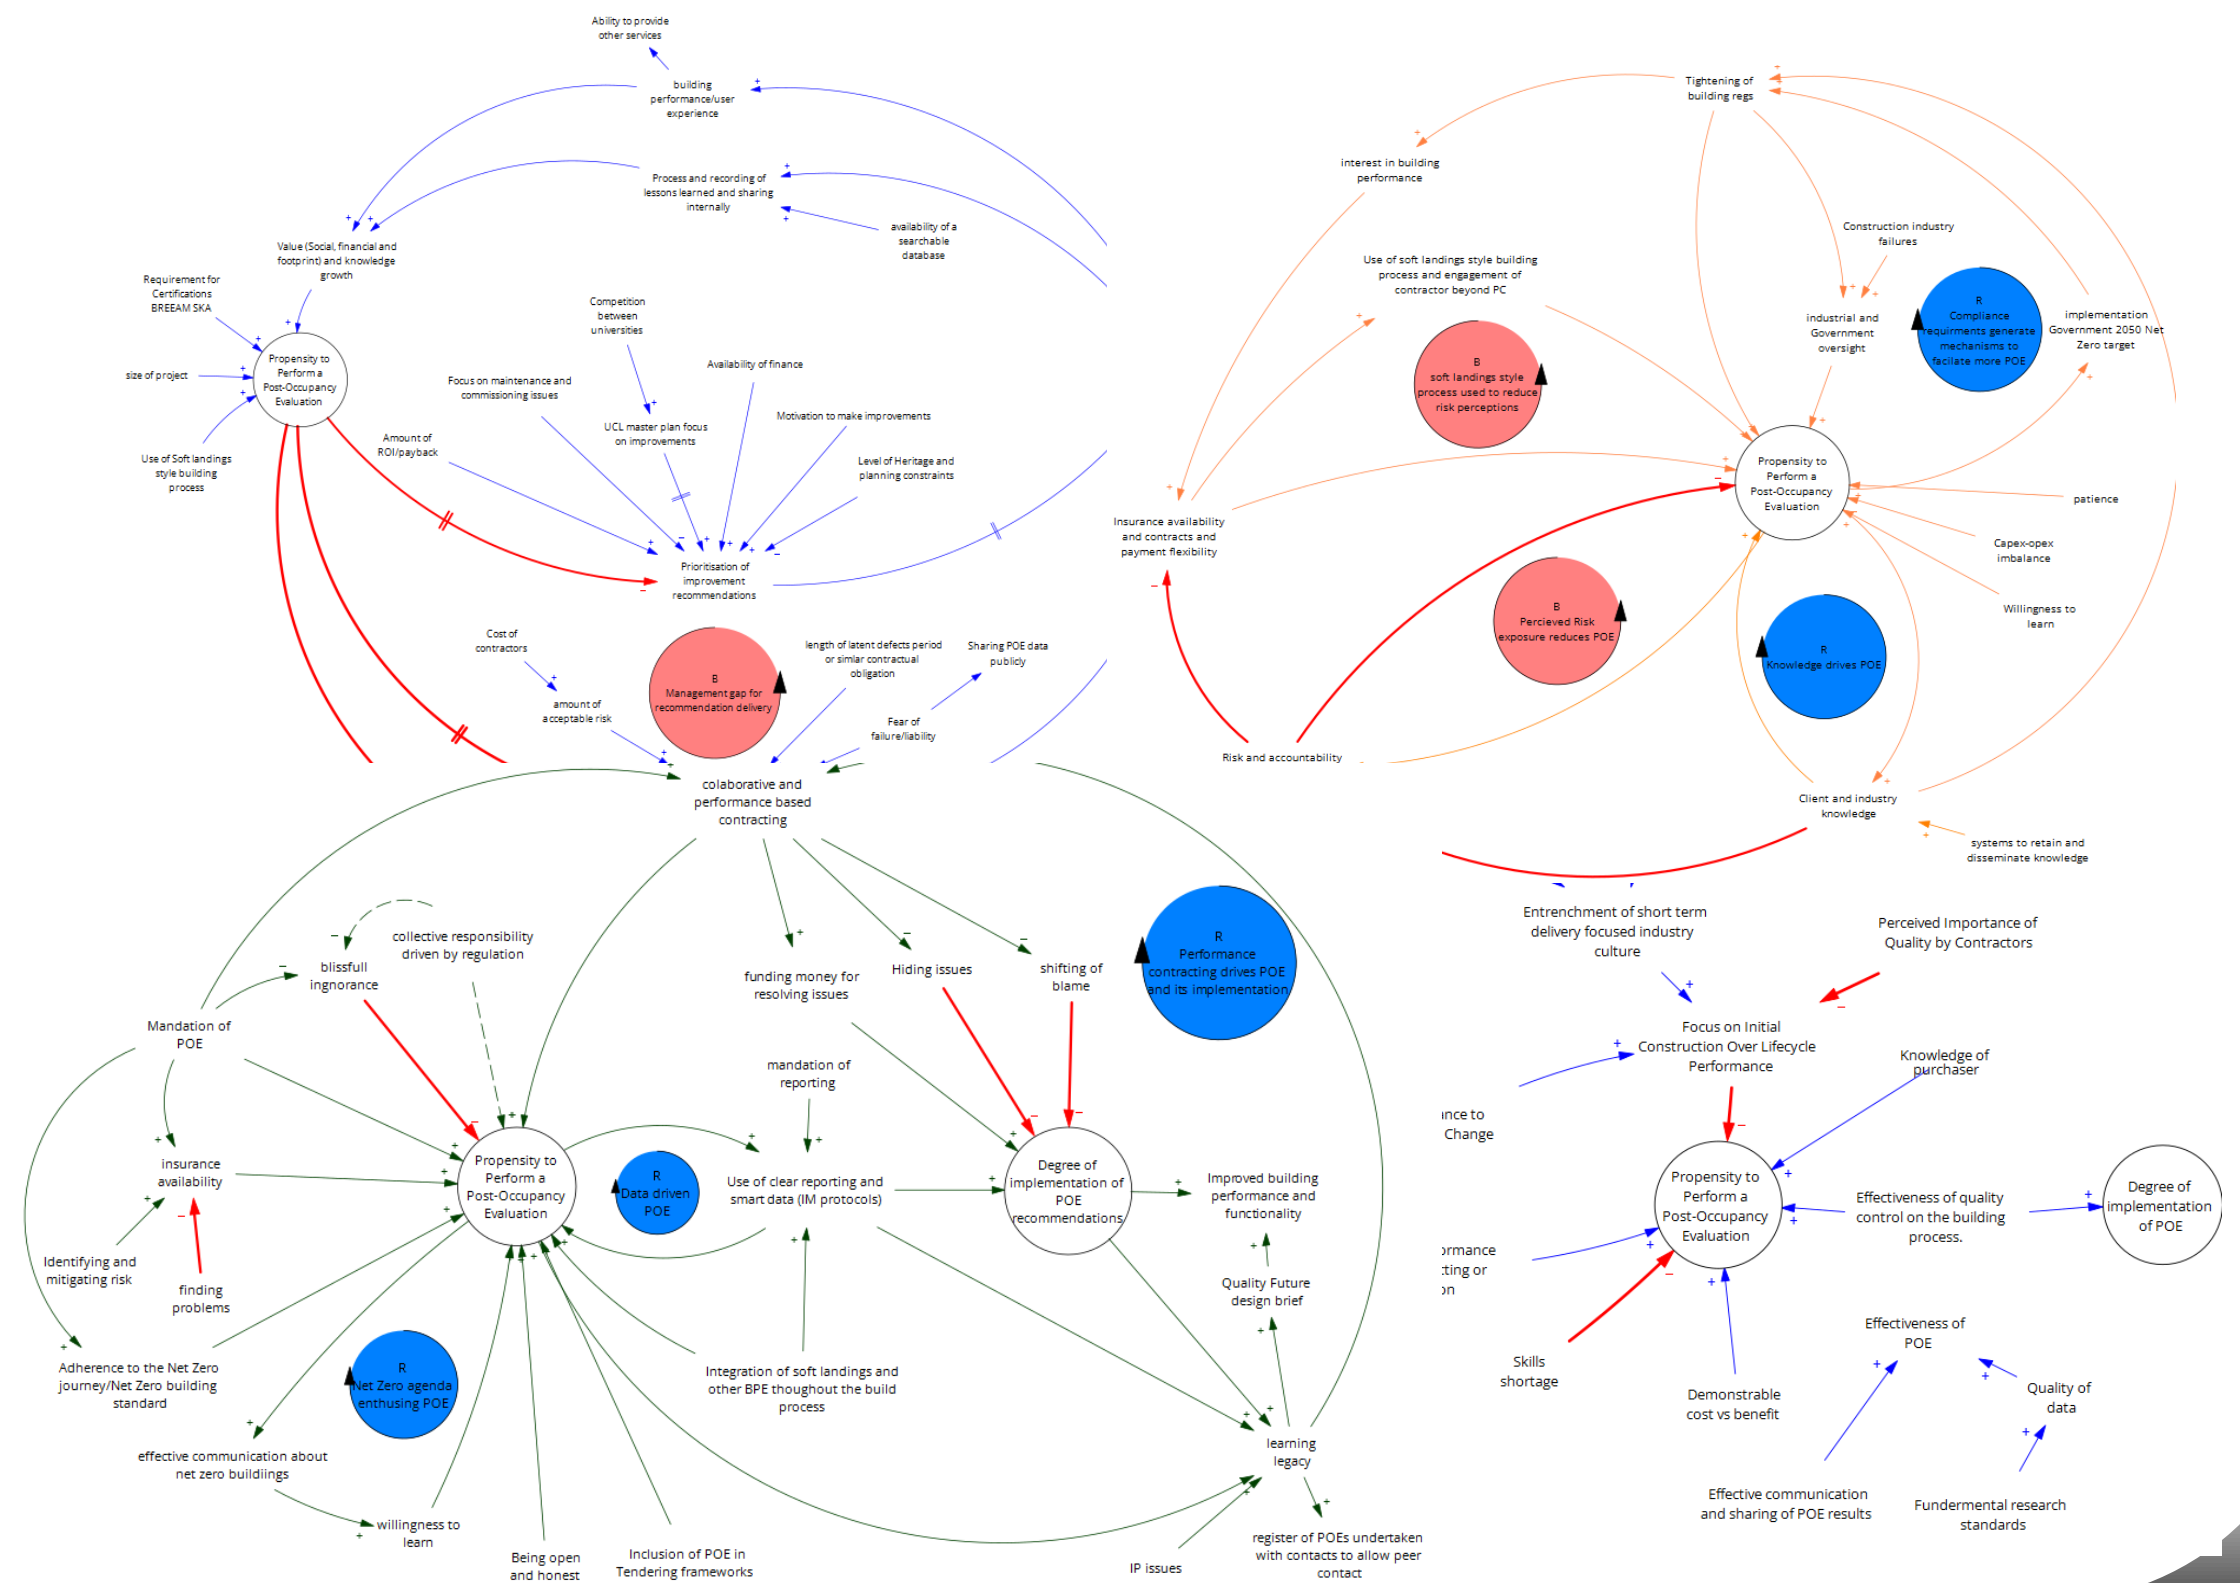 Ability to provide
other services
building
performance/user
experience
Process and recording of
lessons learned and sharing
internally
availability of a
searchable
database
Value (Social, financial and
footprint) and knowledge
growth
Requirement for
Certifications
BREEAM SKA
size of project
Use of Soft landings
style building
process
Propensity to
Perform a
Post-Occupancy
Evaluation
Competition
between
universities
Focus on maintenance and
commissioning issues
Availability of finance
UCL master plan focus
on improvements
Motivation to make improvements
Amount of
ROI/payback
Level of Heritage and
planning constraints
Prioritisation of
improvement
recommendations
Cost of
contractors
amount of
acceptable risk
B
Management gap for
recommendation delivery
length of latent defects period
or simlar contractual
obligation
Sharing POE data
publicly
Fear of
failure/liability
Tightening of
building regs
interest in building
performance
Use of soft landings style building
process and engagement of
contractor beyond PC
Construction industry
failures
industrial and
Government
oversight
R
Compliance
requirments generate
mechanisms to
facilate more POE
implementation
Government 2050 Net
Zero target
B
soft landings style
process used to reduce
risk perceptions
Propensity to
Perform a
Post-Occupancy
Evaluation
patience
Capex-opex
imbalance
Willingness to
learn
Insurance availability
and contracts and
payment flexibility
B
Percieved Risk
exposure reduces POE
R
Knowledge drives POE
Risk and accountability
Client and industry
knowledge
systems to retain and
disseminate knowledge
colaborative and
performance based
contracting
collective responsibility
driven by regulation
blissfull
ingnorance
funding money for
resolving issues
Hiding issues
shifting of
blame
R
Performance
contracting drives POE
and its implementation
Mandation of
POE
mandation of
reporting
insurance
availability
Propensity to
Perform a
Post-Occupancy
Evaluation
R
Data driven
POE
Use of clear reporting and
smart data (IM protocols)
Degree of
implementation of
POE
recommendations
Improved building
performance and
functionality
Identifying and
mitigating risk
finding
problems
Quality Future
design brief
Adherence to the Net Zero
journey/Net Zero building
standard
R
Net Zero agenda
enthusing POE
Integration of soft landings and
other BPE thoughout the build
process
effective communication about
net zero buildiings
learning
legacy
willingness to
learn
Being open
and honest
Inclusion of POE in
Tendering frameworks
IP issues
register of POEs undertaken
with contacts to allow peer
contact
Entrenchment of short term
delivery focused industry
culture
Perceived Importance of
Quality by Contractors
Focus on Initial
Construction Over Lifecycle
Performance
Knowledge of
purchaser
ance to
Change
Propensity to
Perform a
Post-Occupancy
Evaluation
Effectiveness of quality
control on the building
process.
Degree of
implementation
of POE
ormance
cting or
on
Skills
shortage
Demonstrable
cost vs benefit
Effectiveness of
POE
Quality of
data
Effective communication
and sharing of POE results
Fundermental research
standards